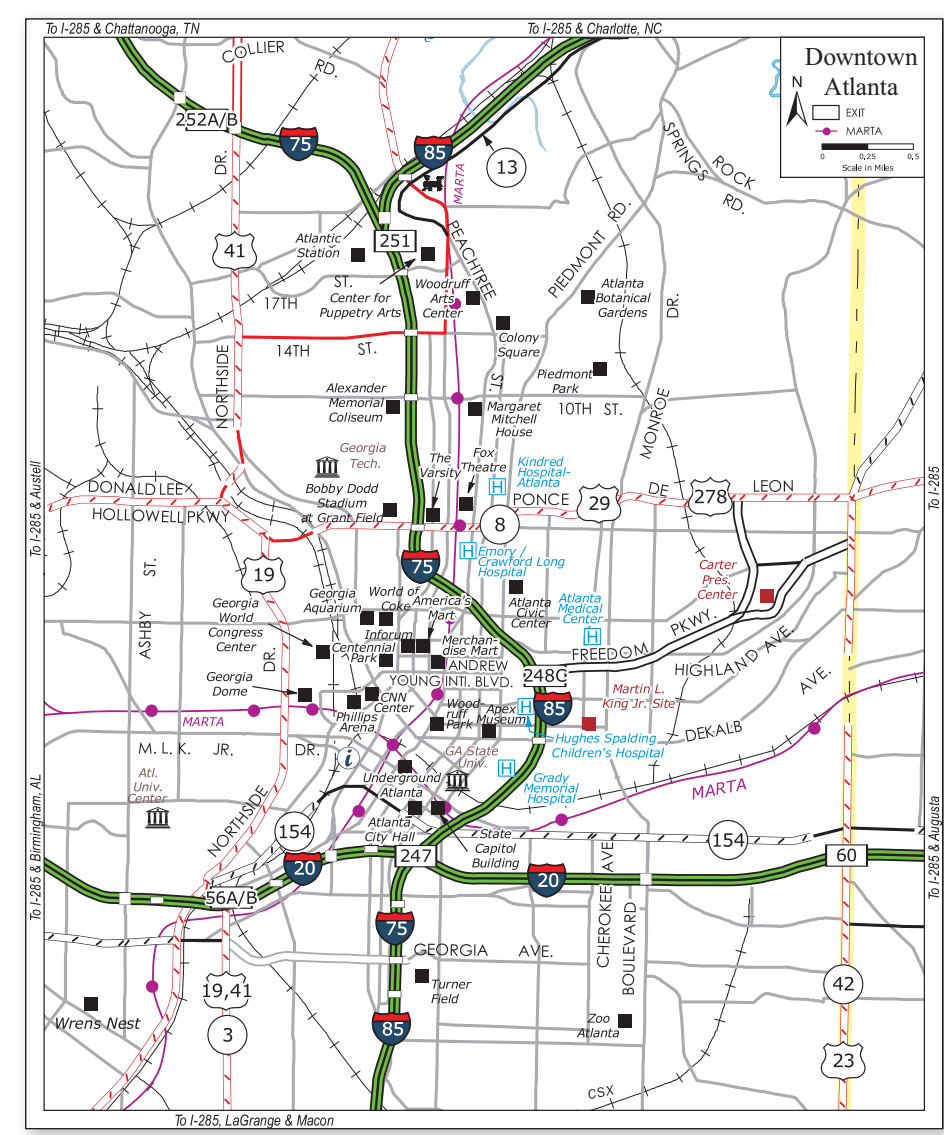 To I-285 & Chattanooga, TN
To I-285 & Charlotte, NC
Downtown
Atlanta
N
EXIT
MARTA
0
0,25
0,5
Scale in Miles
COLLIER
RD.
252A/B
75
85
13
DR.
MARTA
ROCK
SPRINGS
RD.
41
251
Atlantic
Station
PEACHTREE
PIEDMONT RD.
ST.
17TH
Center for
Puppetry Arts
Woodruff
Arts
Center
Atlanta
Botanical
Gardens
DR.
14TH
ST.
Colony
Square
NORTHSIDE
ST.
Piedmont
Park
Alexander
Memorial
Coliseum
Margaret
Mitchell
House
10TH ST.
MONROE
Georgia
Tech.
The
Varsity
Fox
Theatre
H
Kindred
Hospital-
Atlanta
To I-285 & Austell
To I-285
DONALD LEE
HOLLOWELL PKWY
Bobby Dodd
Stadium
at Grant Field
PONCE
29
DE
278
LEON
8
19
75
H
Emory /
Crawford Long
Hospital
Carter
Pres.
Center
ST.
ASHBY
Georgia
Aquarium
World of
Coke
America's
Mart
Atlanta
Civic
Center
Atlanta
Medical
Center
H
Georgia
World
Congress
Center
Inforum
Centennial
Park
Merchan-
dise Mart
ANDREW
YOUNG INTL. BLVD.
FREEDOM
PKWY.
HIGHLAND AVE.
DR.
248C
Georgia
Dome
CNN
Center
Phillips
Arena
Wood-
ruff
Park
Apex
Museum
H
85
Martin L.
King Jr. Site
AVE.
DEKALB
MARTA
M. L. K. JR. DR.
i
GA State
Univ.
Hughes Spalding
Children's Hospital
Atl.
Univ.
Center
Underground
Atlanta
H
Grady
Memorial
Hospital
MARTA
NORTHSIDE
154
Atlanta
City Hall
State
Capitol
Building
154
To I-285 & Birmingham, AL
To I-285 & Augusta
20
247
60
20
56A/B
CHEROKEE AVE.
75
GEORGIA AVE.
BOULEVARD
19,41
Turner
Field
42
Wrens Nest
3
85
Zoo
Atlanta
23
CSX
To I-285, LaGrange & Macon